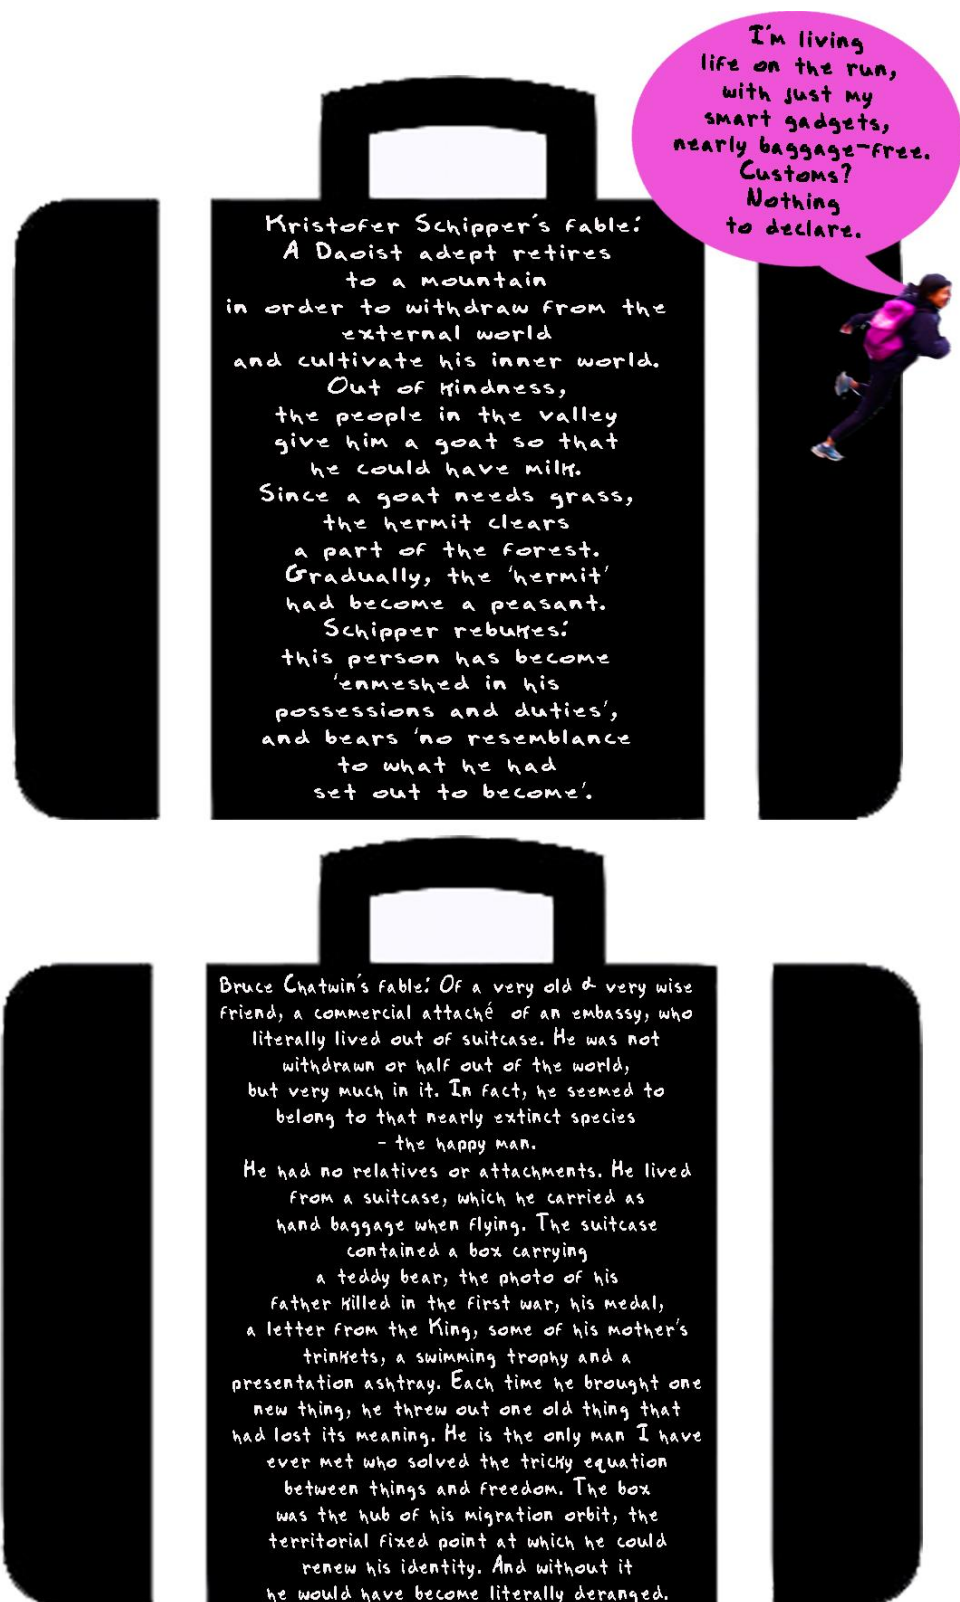 I'm living
life on the run,
with just my
smart gadgets,
nearly baggage-free.
Customs?
Nothing
to declare.
Kristofer Schipper's fable:
A Daoist adept retires
to a mountain
in order to withdraw from the
external world
and cultivate his inner world.
Out of kindness,
the people in the valley
give him a goat so that
he could have milk.
Since a goat needs grass,
the hermit clears
a part of the forest.
Gradually, the 'hermit'
had become a peasant.
Schipper rebukes:
this person has become
'enmeshed in his
possessions and duties',
and bears 'no resemblance
to what he had
set out to become'.
Bruce Chatwin's fable: Of a very old & very wise
friend, a commercial attaché of an embassy, who
literally lived out of suitcase. He was not
withdrawn or half out of the world,
but very much in it. In fact, he seemed to
belong to that nearly extinct species
- the happy man.
He had no relatives or attachments. He lived
from a suitcase, which he carried as
hand baggage when flying. The suitcase
contained a box carrying
a teddy bear, the photo of his
father killed in the first war, his medal,
a letter from the King, some of his mother's
trinkets, a swimming trophy and a
presentation ashtray. Each time he brought one
new thing, he threw out one old thing that
had lost its meaning. He is the only man I have
ever met who solved the tricky equation
between things and freedom. The box
was the hub of his migration orbit, the
territorial fixed point at which he could
renew his identity. And without it
he would have become literally deranged.